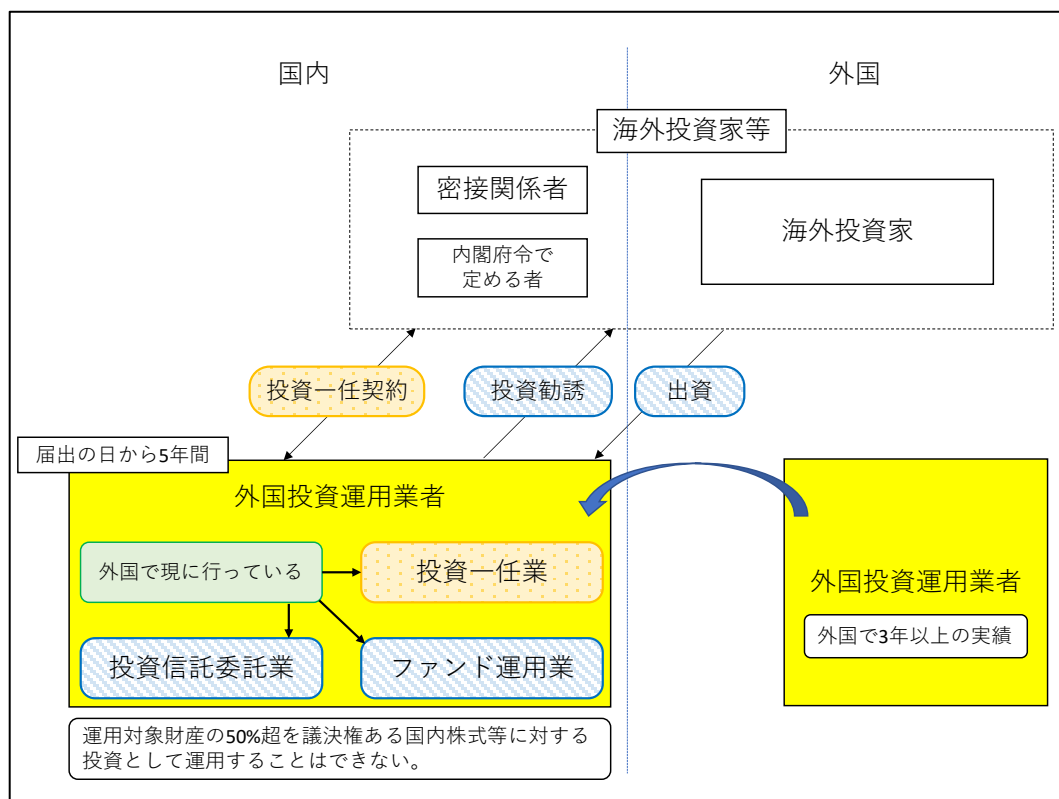 国内
外国
海外投資家等
密接関係者
海外投資家
内閣府令で
定める者
投資一任契約
投資勧誘
出資
届出の日から5年間
外国投資運用業者
外国で現に行っている
投資一任業
投資信託委託業
ファンド運用業
外国投資運用業者
外国で3年以上の実績
運用対象財産の50%超を議決権ある国内株式等に対する
投資として運用することはできない。